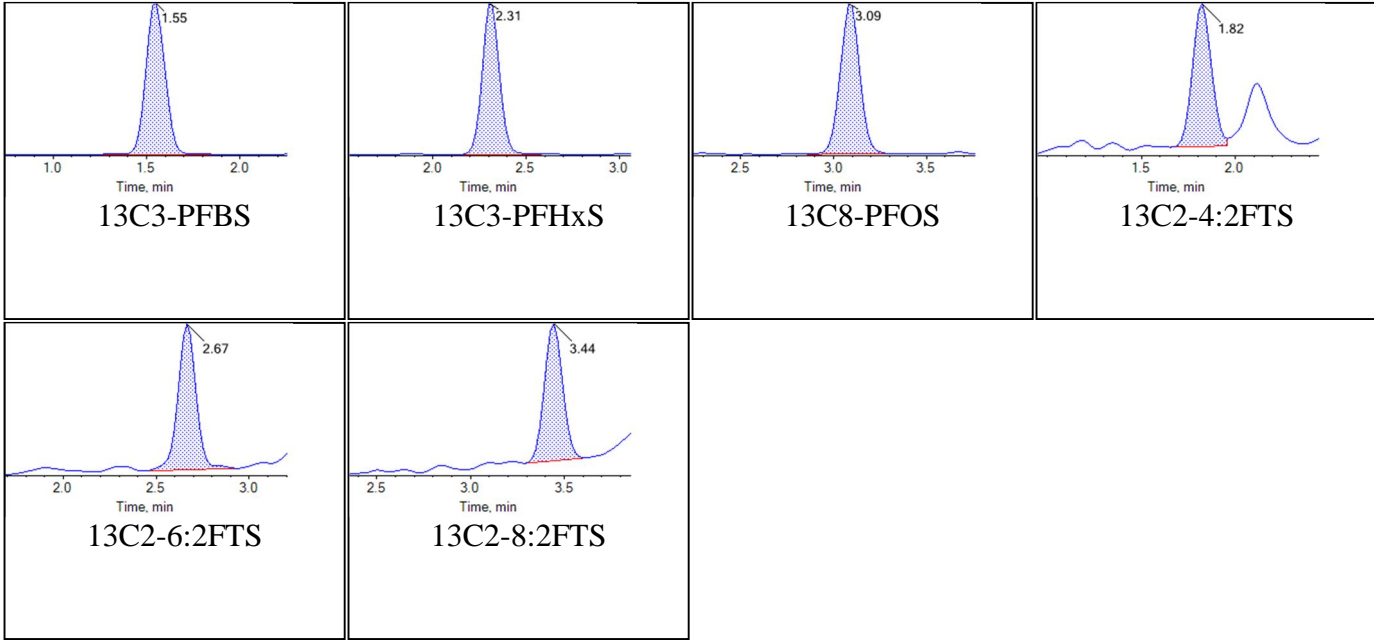 1.55
1.0 1.5 2.0
Time, min
13C3-PFBS
2.31
2.0 2.5 3.0
Time, min
13C3-PFHxS
3.09
2.5 3.0 3.5
Time, min
13C8-PFOS
1.82
1.5 2.0
Time, min
13C2-4:2FTS
2.67
2.0 2.5 3.0
Time, min
13C2-6:2FTS
3.44
2.5 3.0 3.5
Time, min
13C2-8:2FTS